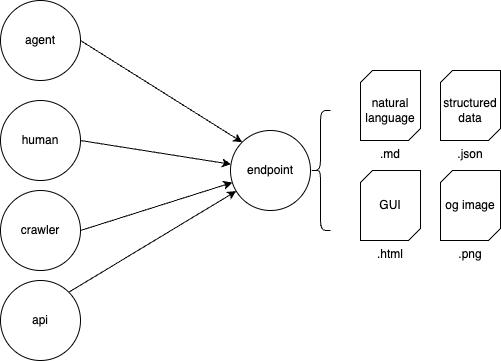 agent
human
crawler
api
endpoint
natural
language
.md
structured
data
.json
GUI
.html
og image
.png